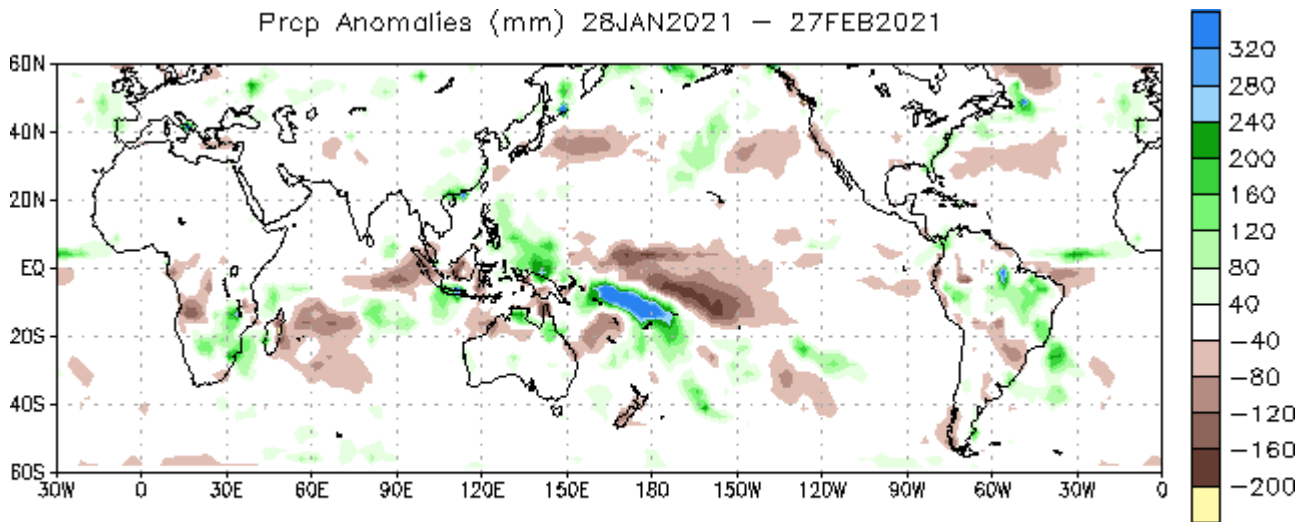 Prcp Anomalies (mm) 28JAN2021 – 27FEB2021
60N
40N
20N
EQ
20S
40S
60S
30W 0 30E 60E 90E 120E 150E 180 150W 120W 90W 60W 30W 0
320
280
240
200
160
120
80
40
−40
−80
−120
−160
−200